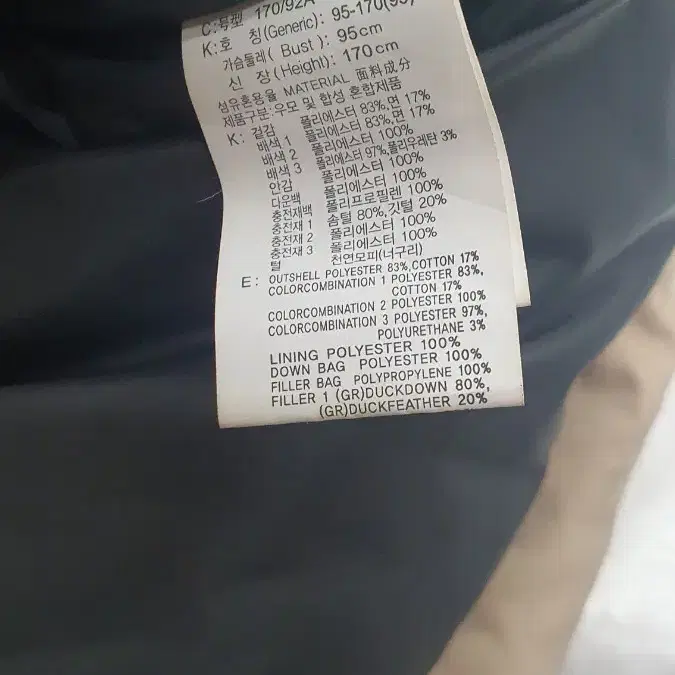 C:号型 170/92A
K:호 칭(Generic): 95-170(95)
가슴둘레( Bust ): 95cm
신 장(Height): 170cm
섬유혼용율 MATERIAL 面料成分
제품구분:우모 및 합성 혼합제품
K: 겉감 폴리에스터 83%,면 17%
배색 1 폴리에스터 83%,면 17%
배색 2 폴리에스터 100%
배색 3 폴리에스터 97%,폴리우레탄 3%
안감 폴리에스터 100%
다운백 폴리에스터 100%
충전재백 폴리프로필렌 100%
충전재 1 솜털 80%,깃털 20%
충전재 2 폴리에스터 100%
충전재 3 폴리에스터 100%
털 천연모피(너구리)
E: OUTSHELL POLYESTER 83%,COTTON 17%
COLORCOMBINATION 1 POLYESTER 83%,
COTTON 17%
COLORCOMBINATION 2 POLYESTER 100%
COLORCOMBINATION 3 POLYESTER 97%,
POLYURETHANE 3%
LINING POLYESTER 100%
DOWN BAG POLYESTER 100%
FILLER BAG POLYPROPYLENE 100%
FILLER 1 (GR)DUCKDOWN 80%,
(GR)DUCKFEATHER 20%